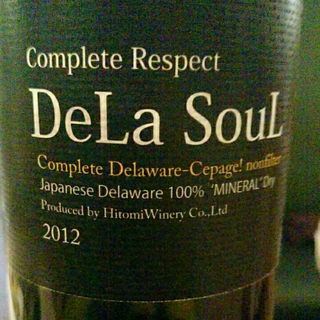 Complete Respect
DeLa SouL
Complete Delaware-Cepage! nonfilter
Japanese Delaware 100% 'MINERAL' Dry
Produced by HitomiWinery Co.,Ltd
2012